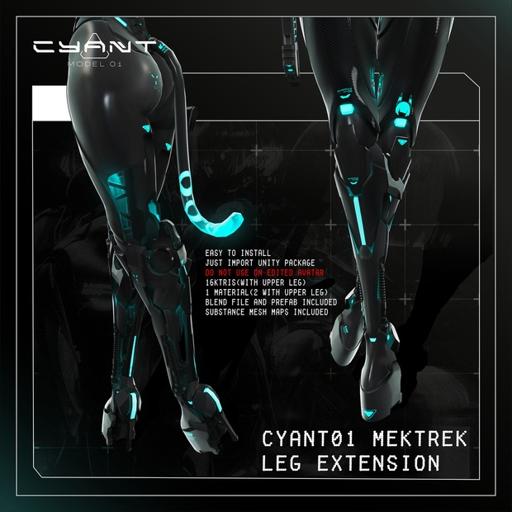 CYANT
MODEL 01
EASY TO INSTALL
JUST IMPORT UNITY PACKAGE
DO NOT USE ON EDITED AVATAR
16KTRIS(WITH UPPER LEG)
1 MATERIAL(2 WITH UPPER LEG)
BLEND FILE AND PREFAB INCLUDED
SUBSTANCE MESH MAPS INCLUDED
CYANT01 MEKTREK
LEG EXTENSION